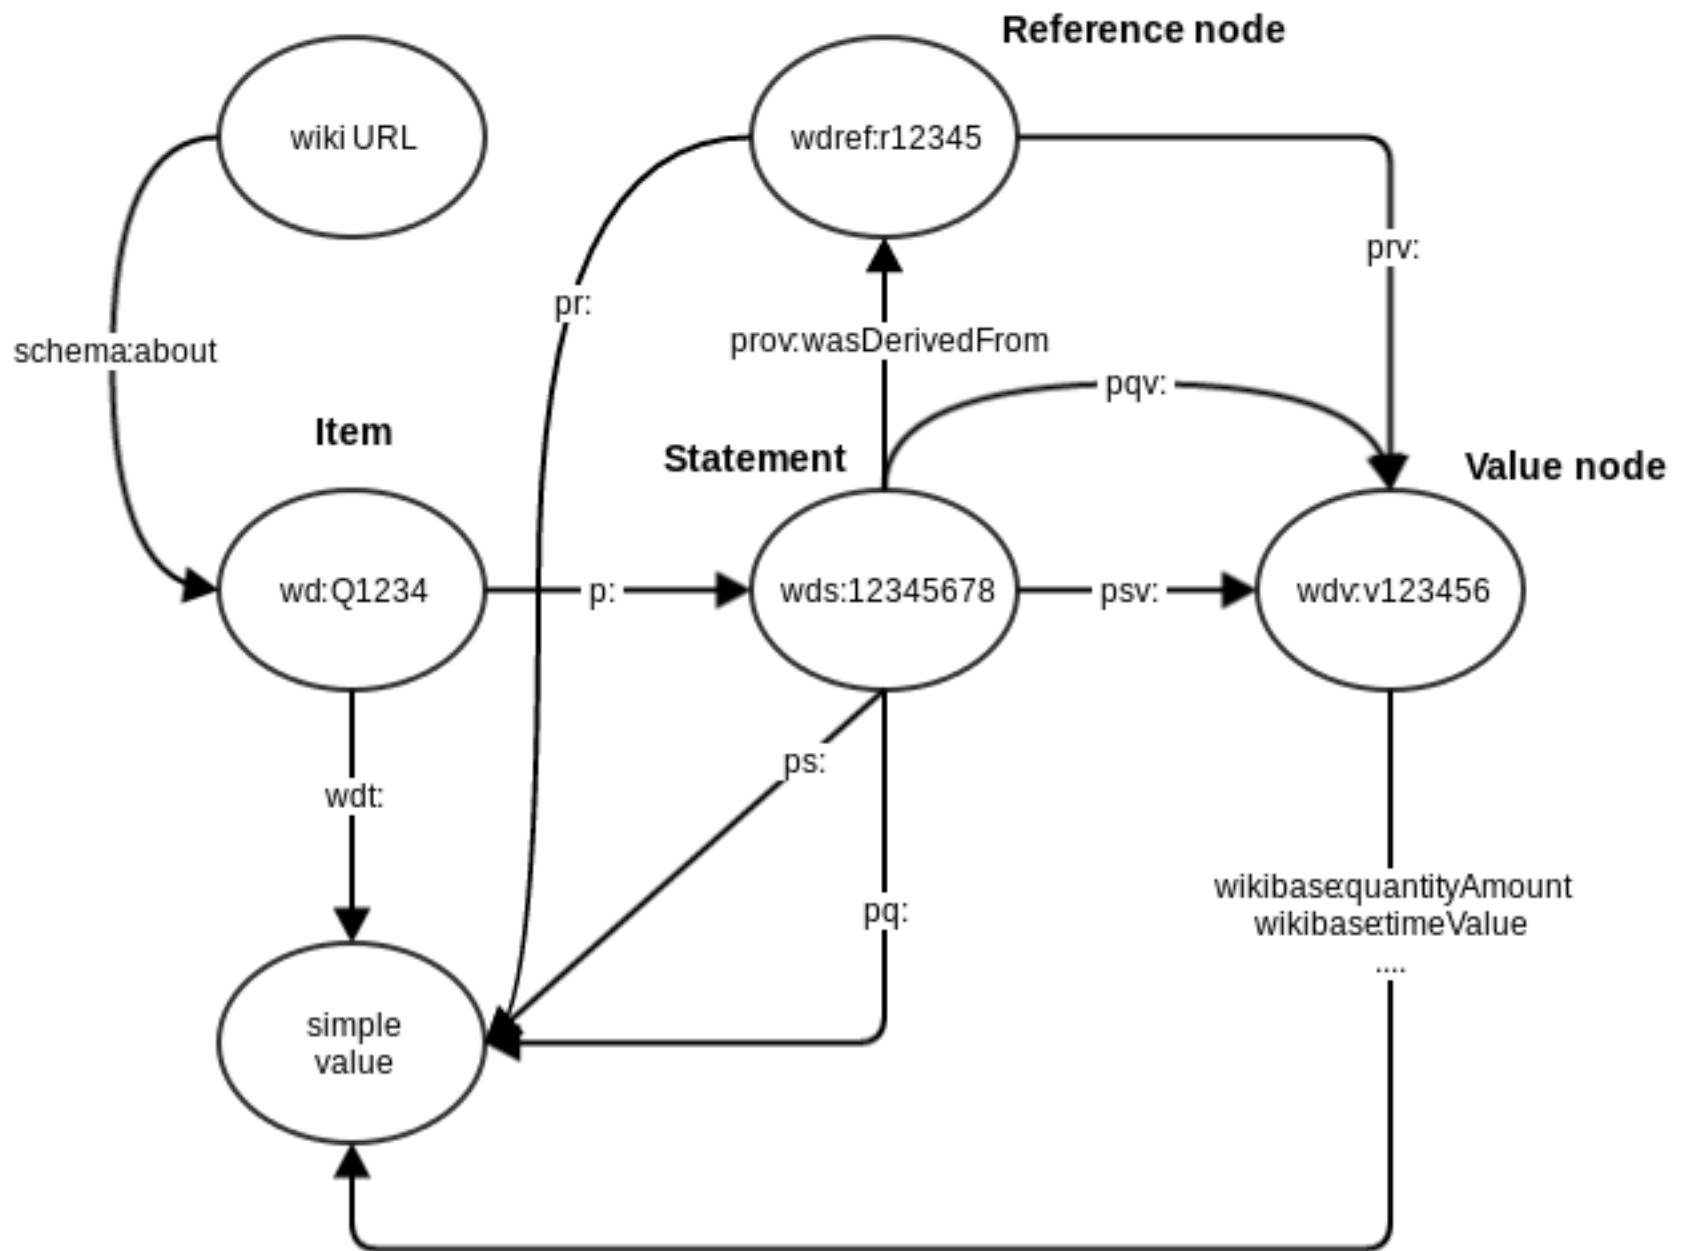 Reference node
wiki URL
wdref:r12345
prv:
pr:
prov:wasDerivedFrom
schema:about
pqv:
Item
Statement
Value node
wd:Q1234
p:
wds:12345678
psv:
wdv:v123456
ps:
wdt:
wikibase:quantityAmount
pq:
wikibase:timeValue
....
simple
value